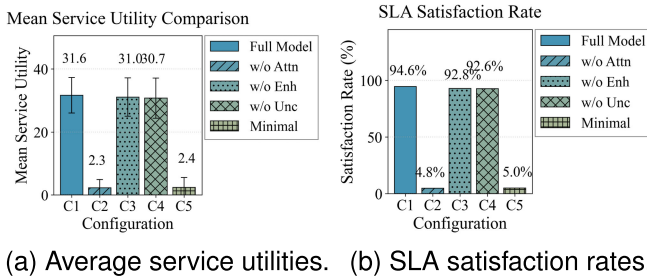 Mean Service Utility Comparison
Mean Service Utility
40
20
0
31.6
2.3
31.0
30.7
2.4
C1 C2 C3 C4 C5
Configuration
Full Model
w/o Attn
w/o Enh
w/o Unc
Minimal
(a) Average service utilities.
SLA Satisfaction Rate
Satisfaction Rate (%)
100
50
0
94.6%
4.8%
92.8%
92.6%
5.0%
C1 C2 C3 C4 C5
Configuration
Full Model
w/o Attn
w/o Enh
w/o Unc
Minimal
(b) SLA satisfaction rates